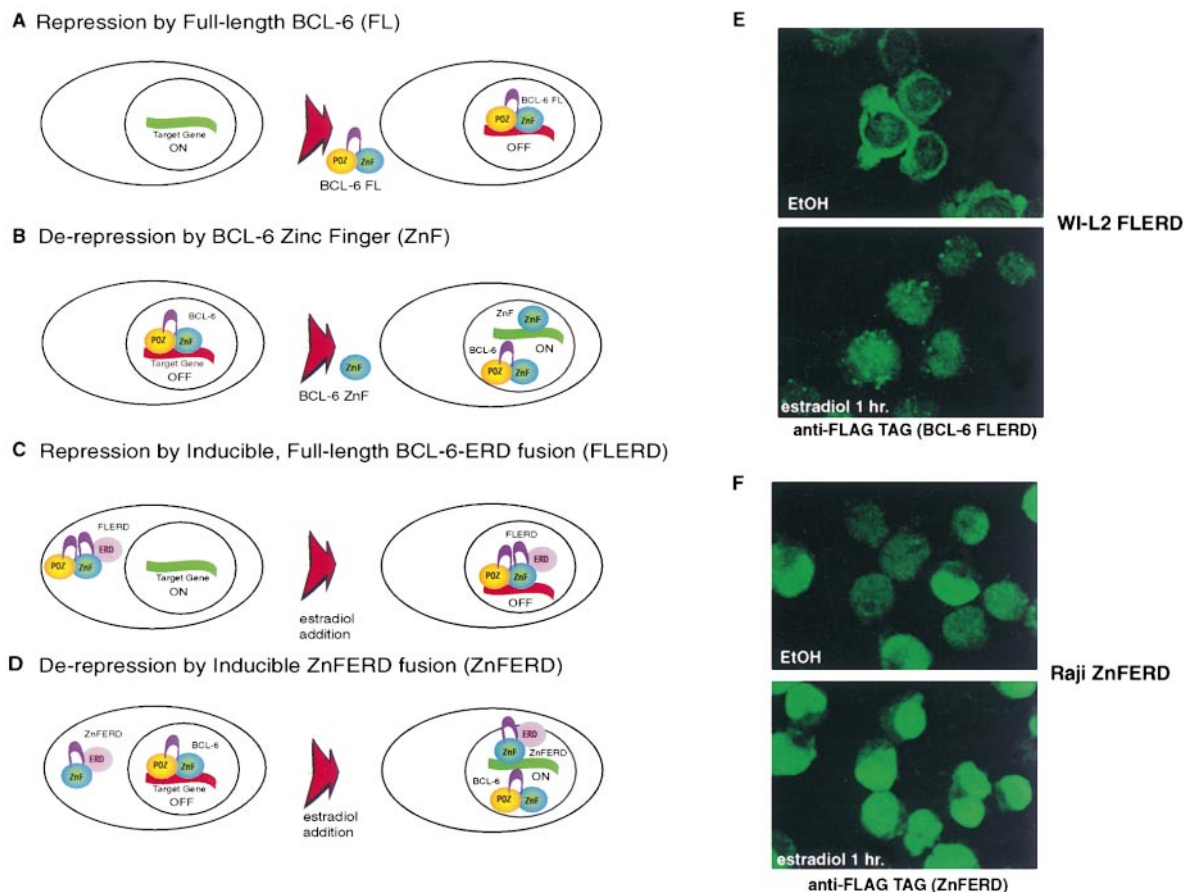 A Repression by Full-length BCL-6 (FL)
Target Gene
ON
POZ
ZnF
BCL-6 FL
BCL-6 FL
POZ
ZnF
OFF
B De-repression by BCL-6 Zinc Finger (ZnF)
BCL-6
POZ
ZnF
Target Gene
OFF
ZnF
BCL-6 ZnF
ZnF
ZnF
ON
BCL-6
POZ
ZnF
C Repression by Inducible, Full-length BCL-6-ERD fusion (FLERD)
FLERD
ERD
POZ
ZnF
Target Gene
ON
estradiol
addition
FLERD
ERD
POZ
ZnF
OFF
D De-repression by Inducible ZnFERD fusion (ZnFERD)
ZnFERD
ERD
ZnF
BCL-6
POZ
ZnF
Target Gene
OFF
estradiol
addition
ERD
ZnF
ZnFERD
ON
BCL-6
POZ
ZnF
E
EtOH
WI-L2 FLERD
estradiol 1 hr.
anti-FLAG TAG (BCL-6 FLERD)
F
EtOH
Raji ZnFERD
estradiol 1 hr.
anti-FLAG TAG (ZnFERD)